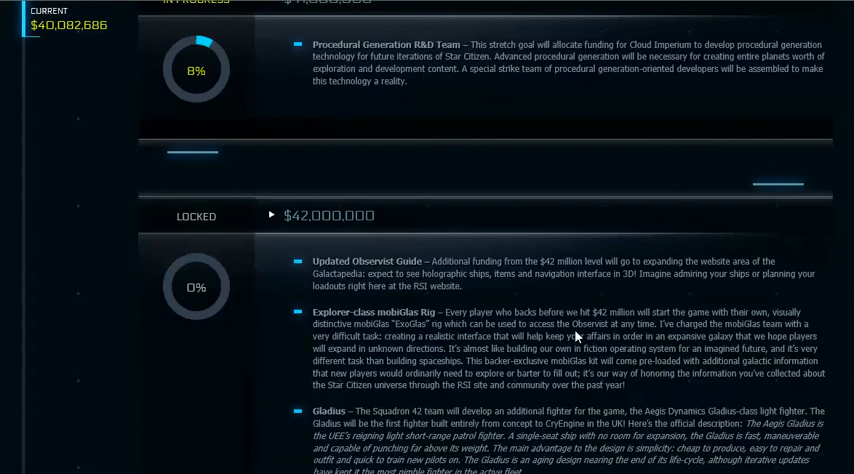 CURRENT
$40,082,686
IN PROGRESS
8%
Procedural Generation R&D Team – This stretch goal will allocate funding for Cloud Imperium to develop procedural generation
technology for future iterations of Star Citizen. Advanced procedural generation will be necessary for creating entire planets worth of
exploration and development content. A special strike team of procedural generation-oriented developers will be assembled to make
this technology a reality.
LOCKED
$42,000,000
0%
Updated Observist Guide – Additional funding from the $42 million level will go to expanding the website area of the
Galactapedia: expect to see holographic ships, items and navigation interface in 3D! Imagine admiring your ships or planning your
loadouts right here at the RSI website.
Explorer-class mobiGlas Rig – Every player who backs before we hit $42 million will start the game with their own, visually
distinctive mobiGlas "ExoGlas" rig which can be used to access the Observist at any time. I've charged the mobiGlas team with a
very difficult task: creating a realistic interface that will help keep your affairs in order in an expansive galaxy that we hope players
will expand in unknown directions. It's almost like building our own in fiction operating system for an imagined future, and it's very
different task than building spaceships. This backer-exclusive mobiGlas kit will come pre-loaded with additional galactic information
that new players would ordinarily need to explore or barter to fill out; it's our way of honoring the information you've collected about
the Star Citizen universe through the RSI site and community over the past year!
Gladius – The Squadron 42 team will develop an additional fighter for the game, the Aegis Dynamics Gladius-class light fighter. The
Gladius will be the first fighter built entirely from concept to CryEngine in the UK! Here's the official description: The Aegis Gladius is
the UEE's reigning light short-range patrol fighter. A single-seat ship with no room for expansion, the Gladius is fast, maneuverable
and capable of punching far above its weight. The main advantage to the design is simplicity: cheap to produce, easy to repair and
outfit and quick to train new pilots on. The Gladius is an aging design nearing the end of its life-cycle, although iterative updates
have kept it the most nimble fighter in the active fleet.